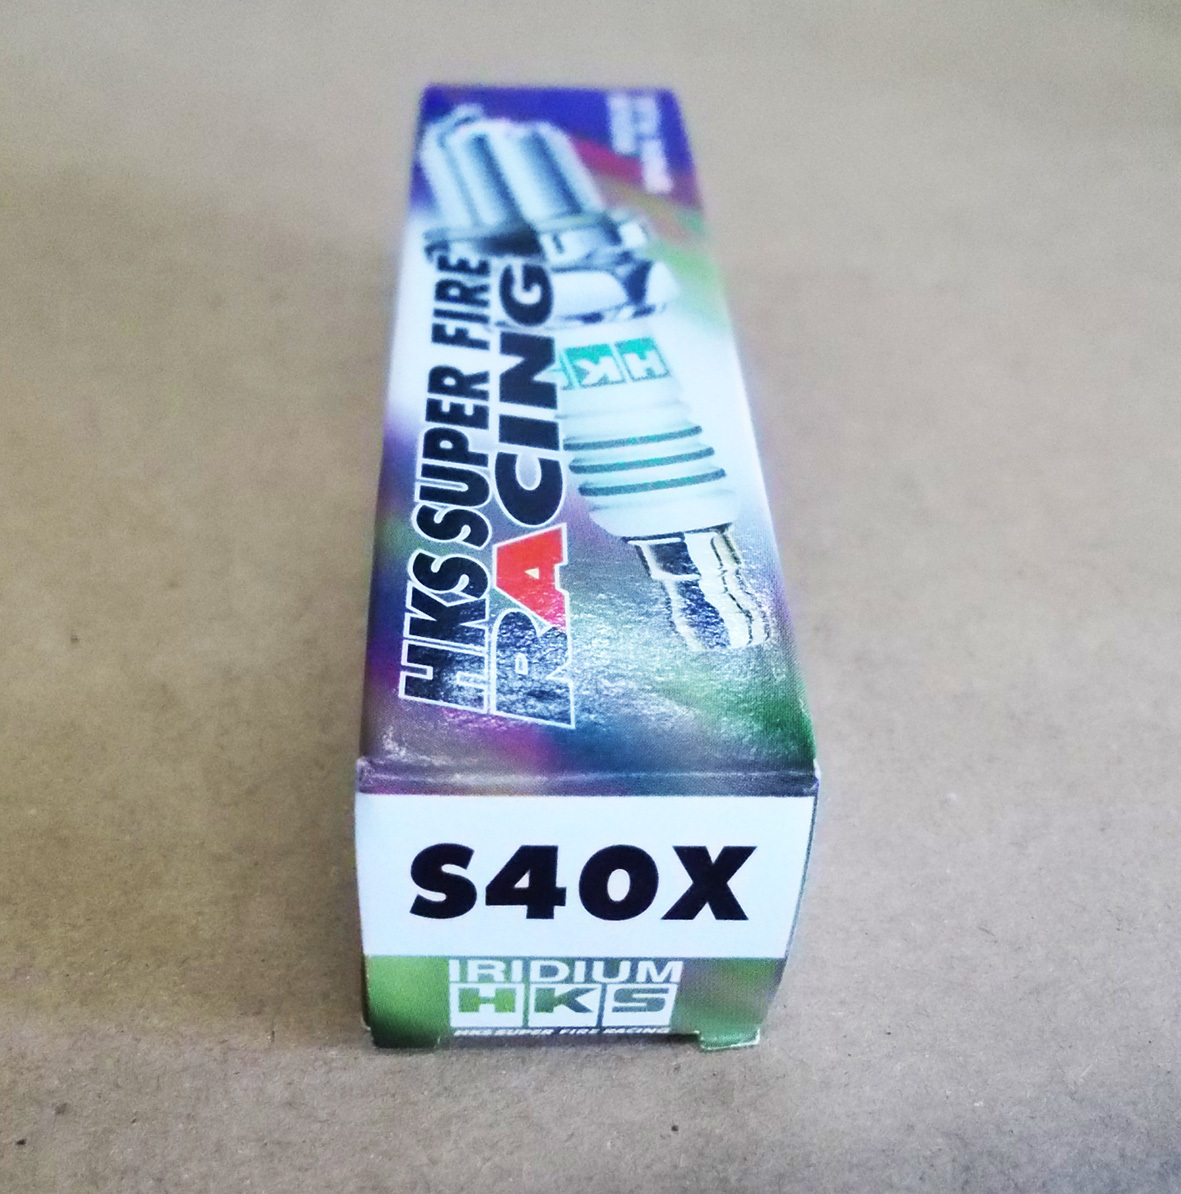 HKS SUPER FIRE
RACING
HKS
S40X
IRIDIUM
HKS
HKS SUPER FIRE RACING